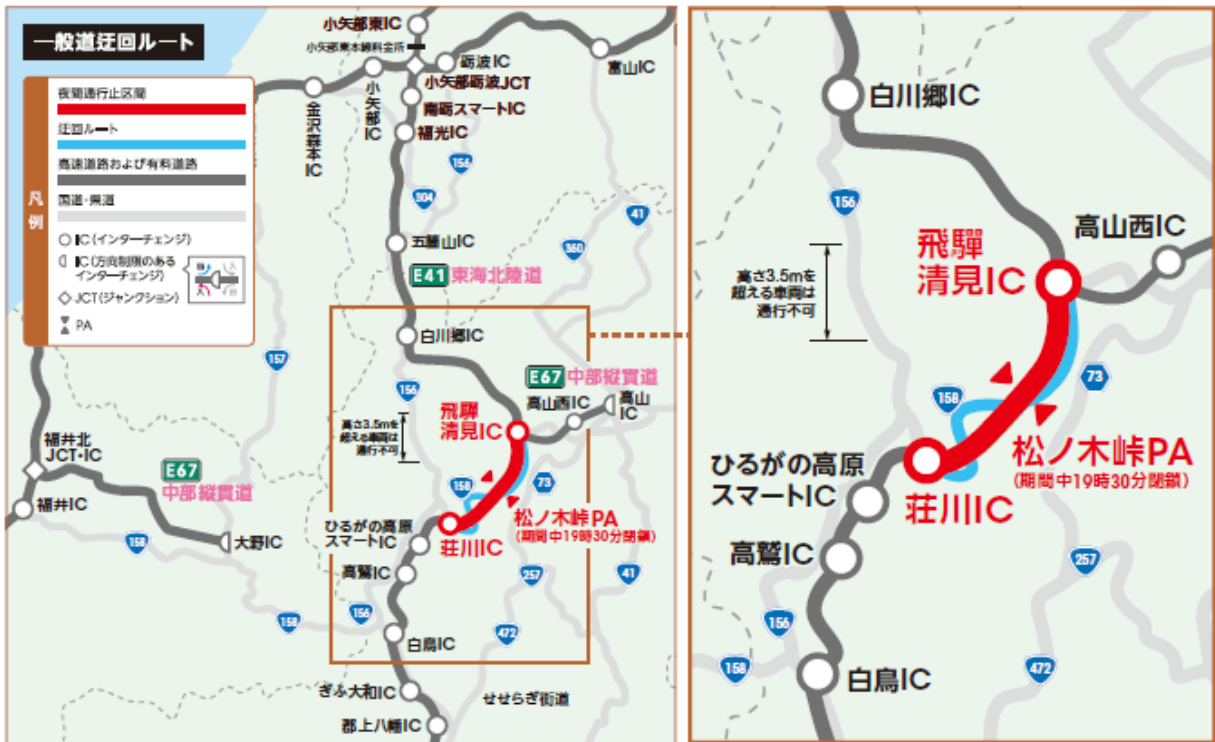 一般道迂回ルート
凡例
夜間通行止区間
迂回ルート
高速道路および有料道路
国道・県道
IC(インターチェンジ)
IC(方向制限のある
インターチェンジ)
JCT(ジャンクション)
PA
小矢部東IC
小矢部東本線料金所
砺波IC
富山IC
小矢部砺波JCT
小矢部IC
金沢森本IC
南砺スマートIC
福光IC
156
304
41
360
五箇山IC
E41 東海北陸道
白川郷IC
157
156
E67 中部縦貫道
高山西IC
高山
IC
飛驒
清見IC
高さ3.5mを
超える車両は
通行不可
福井北
JCT・IC
E67
中部縦貫道
福井IC
158
大野IC
158
73
松ノ木峠PA
(期間中19時30分閉鎖)
荘川IC
ひるがの高原
スマートIC
高鷲IC
257
41
156
158
472
白鳥IC
ぎふ大和IC
せせらぎ街道
郡上八幡IC
白川郷IC
156
高山西IC
飛驒
清見IC
高さ3.5mを
超える車両は
通行不可
73
158
松ノ木峠PA
(期間中19時30分閉鎖)
ひるがの高原
スマートIC
荘川IC
高鷲IC
257
156
158
472
白鳥IC